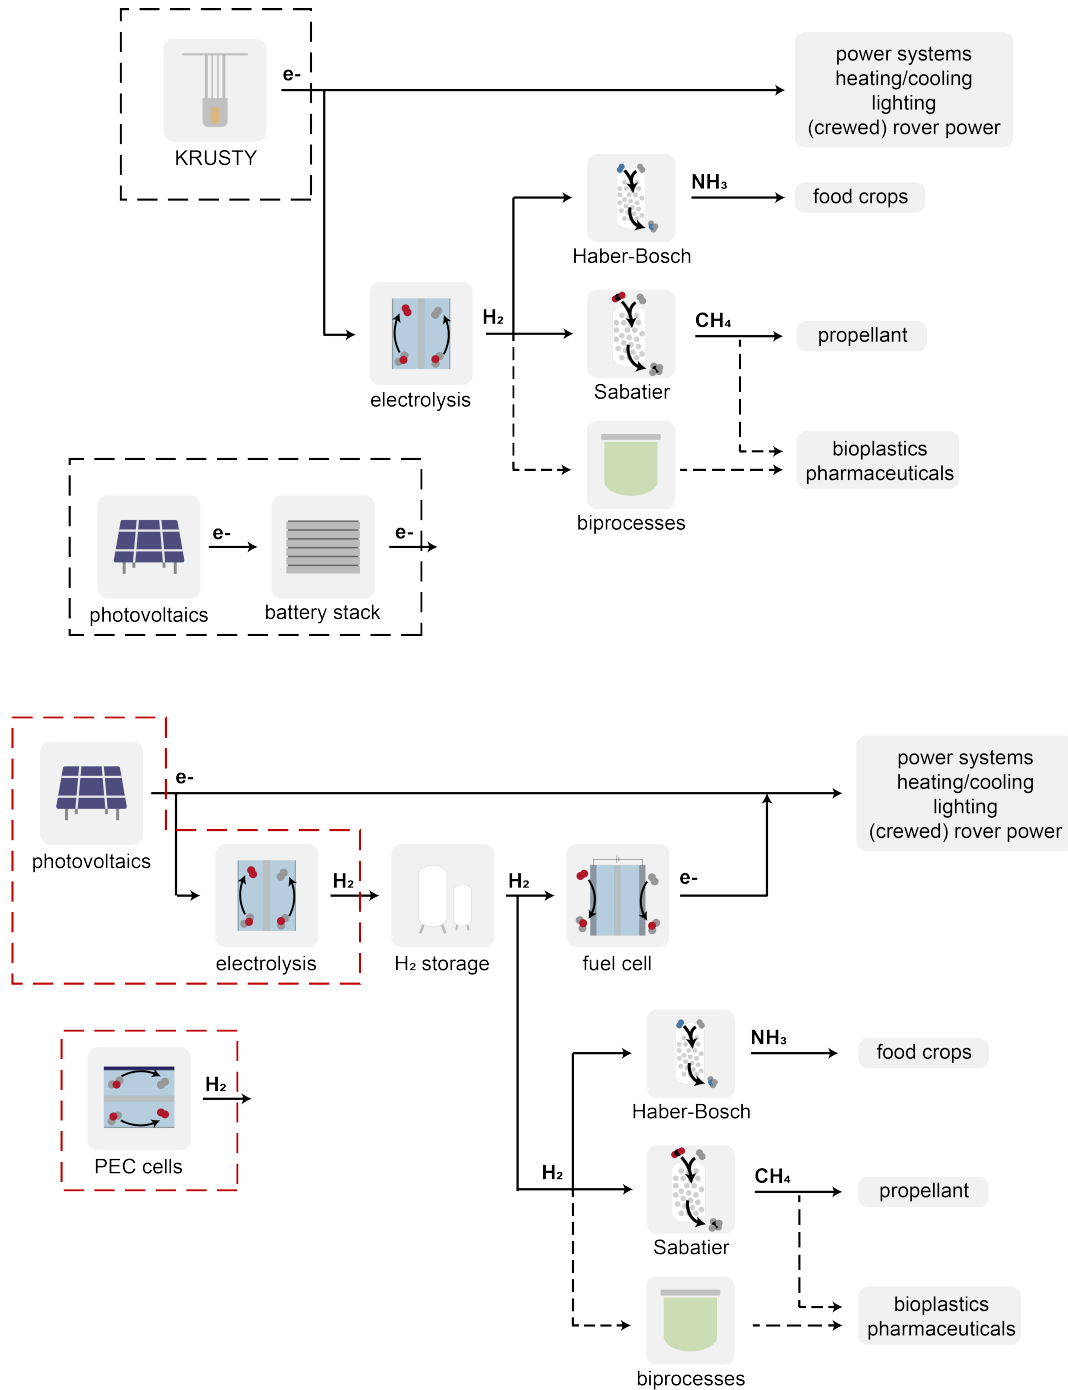 e-
KRUSTY
power systems
heating/cooling
lighting
(crewed) rover power
NH₃
food crops
Haber-Bosch
H₂
CH₄
propellant
electrolysis
Sabatier
bioplastics
pharmaceuticals
biprocesses
e-
e-
photovoltaics
battery stack
e-
power systems
heating/cooling
lighting
(crewed) rover power
photovoltaics
H₂
H₂
e-
electrolysis
H₂ storage
fuel cell
NH₃
food crops
H₂
Haber-Bosch
PEC cells
H₂
CH₄
propellant
Sabatier
bioplastics
pharmaceuticals
biprocesses